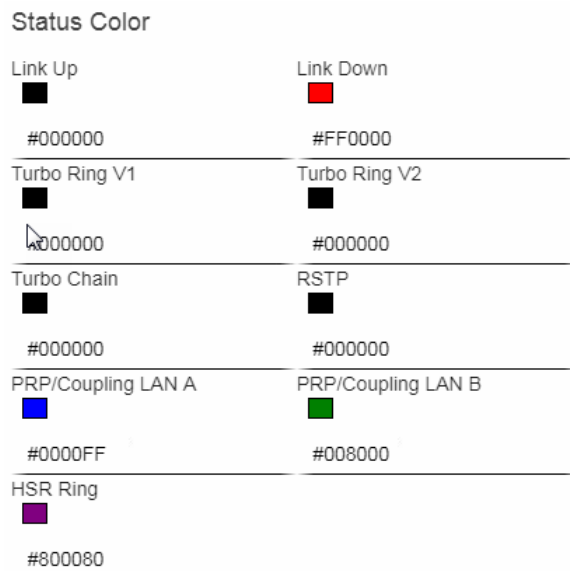 Status Color
Link Up Link Down
#000000 #FF0000
Turbo Ring V1 Turbo Ring V2
#000000 #000000
Turbo Chain RSTP
#000000 #000000
PRP/Coupling LAN A PRP/Coupling LAN B
#0000FF #008000
HSR Ring
#800080